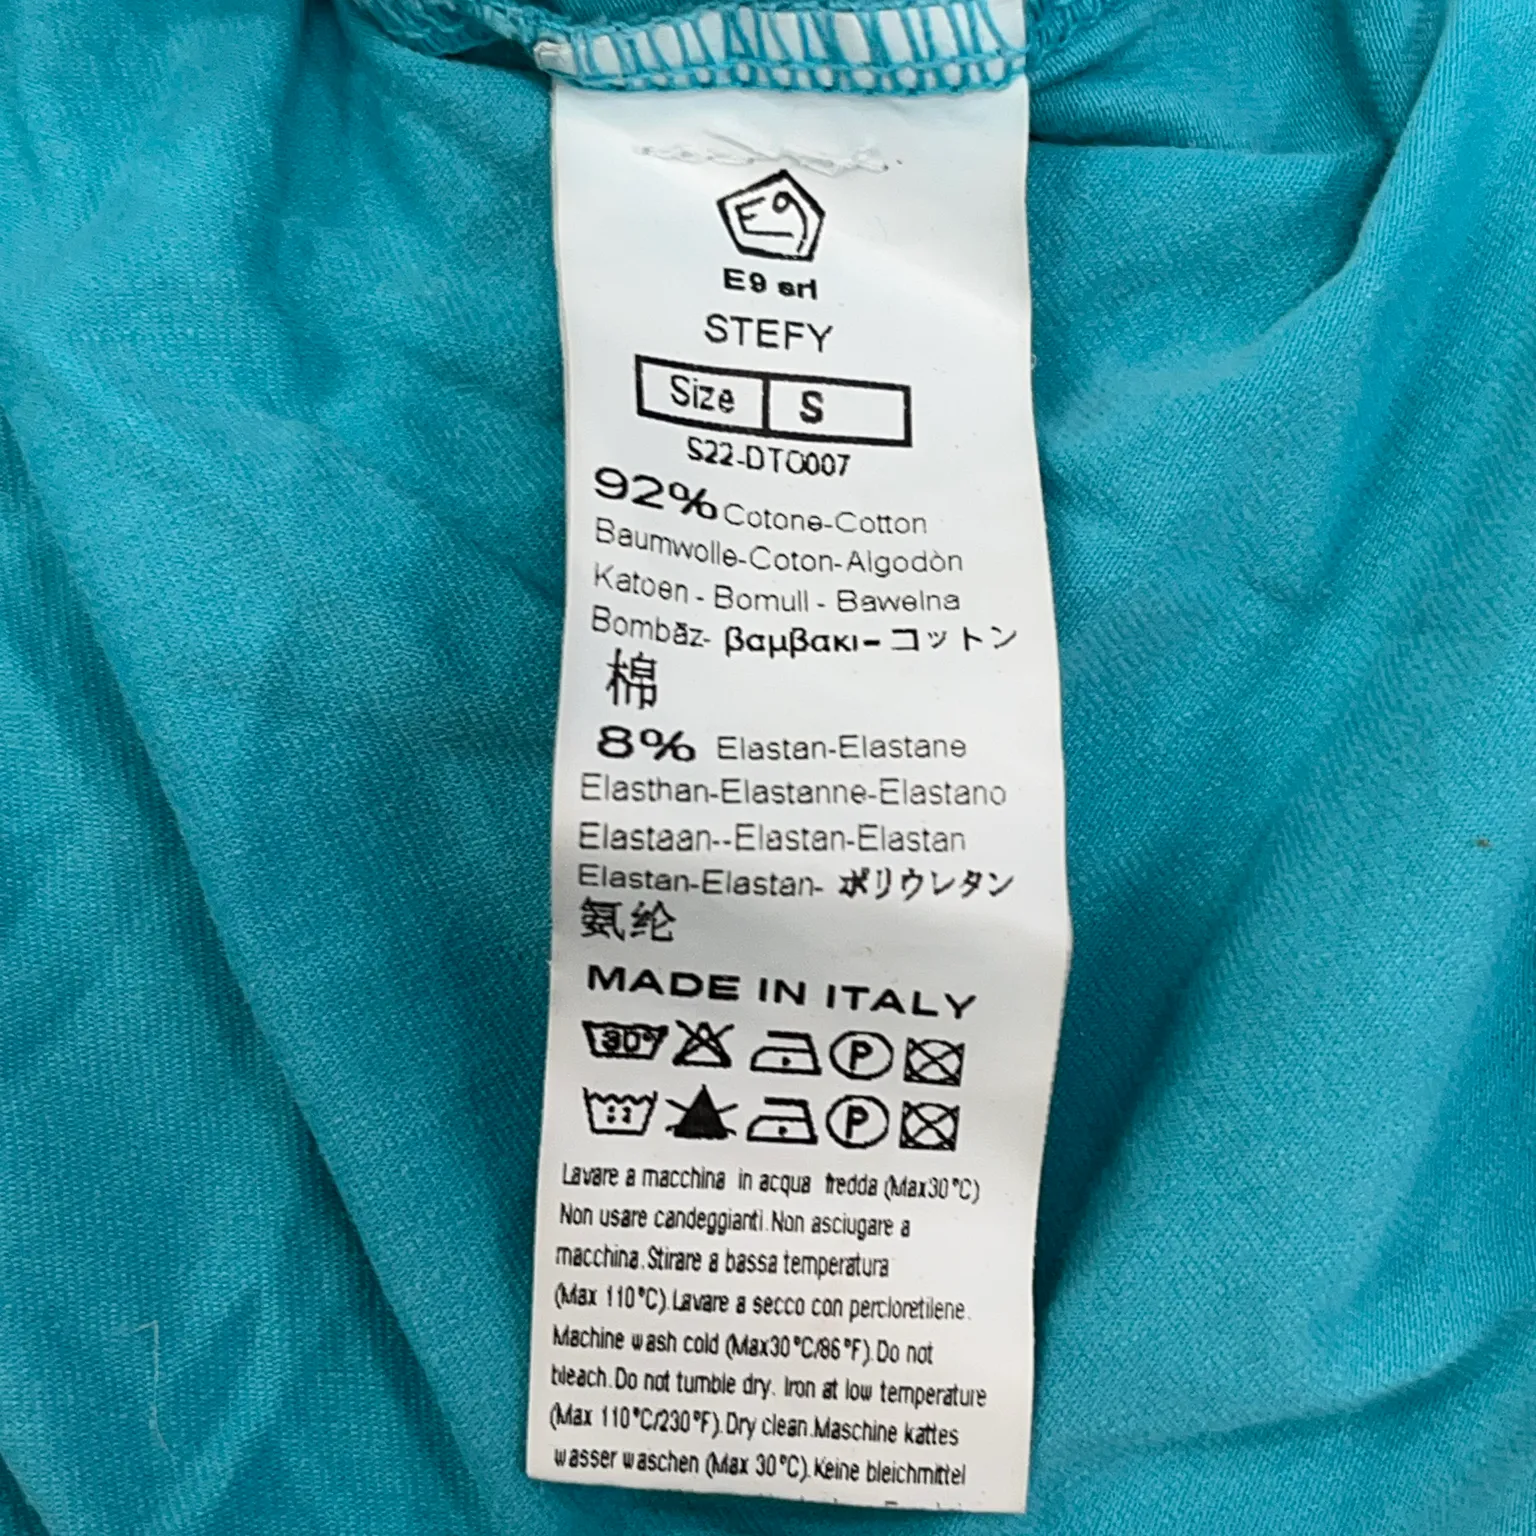 E9
E9 srl
STEFY
Size S
S22-DTO007
92% Cotone-Cotton
Baumwolle-Coton-Algodòn
Katoen - Bomull - Bawelna
Bombãz- βαμβακι- コットン
棉
8% Elastan-Elastane
Elasthan-Elastanne-Elastano
Elastaan--Elastan-Elastan
Elastan-Elastan- ポリウレタン
氨纶
MADE IN ITALY
30° P
P
Lavare a macchina in acqua fredda (Max30°C)
Non usare candeggianti.Non asciugare a
macchina.Stirare a bassa temperatura
(Max 110°C).Lavare a secco con percloretilene.
Machine wash cold (Max30°C/86°F).Do not
bleach.Do not tumble dry. Iron at low temperature
(Max 110°C/230°F).Dry clean.Maschine kattes
wasser waschen (Max 30°C).Keine bleichmittel